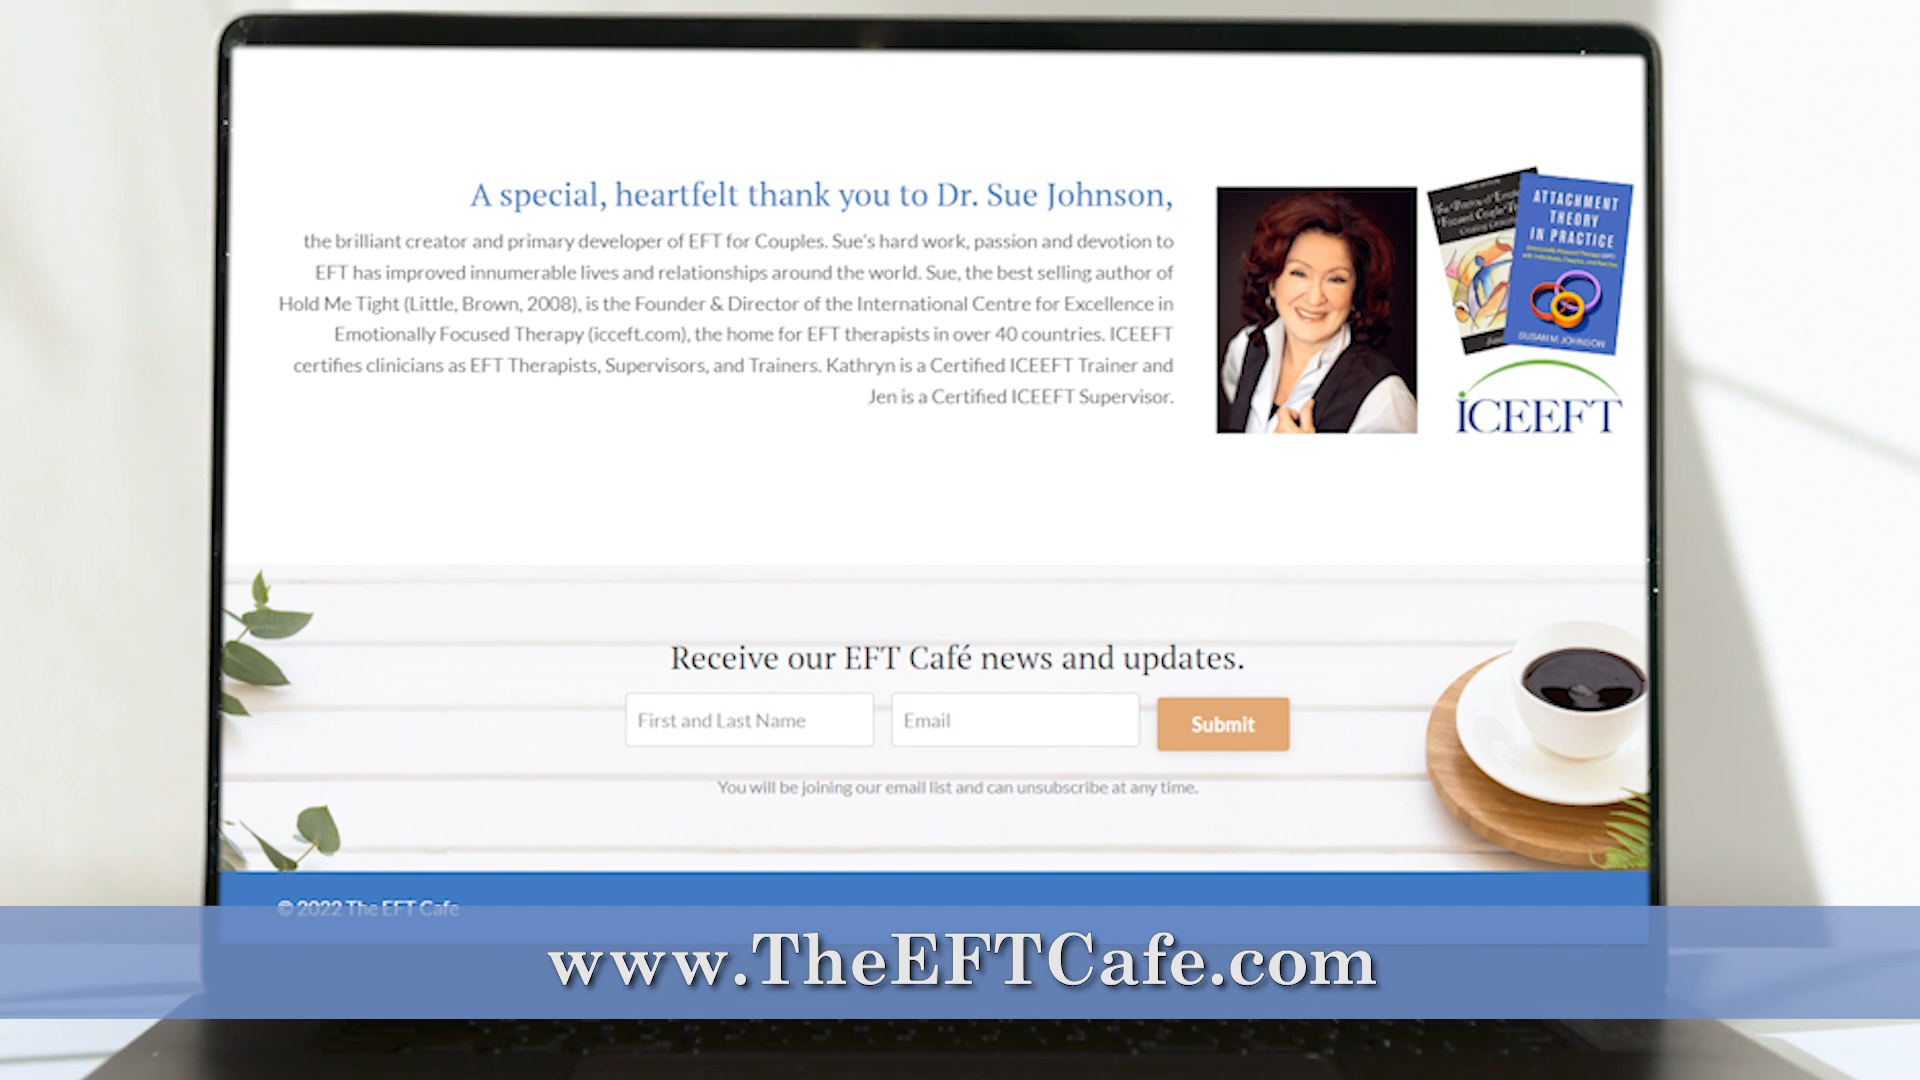 A special, heartfelt thank you to Dr. Sue Johnson,
the brilliant creator and primary developer of EFT for Couples. Sue's hard work, passion and devotion to
EFT has improved innumerable lives and relationships around the world. Sue, the best selling author of
Hold Me Tight (Little, Brown, 2008), is the Founder & Director of the International Centre for Excellence in
Emotionally Focused Therapy (icceft.com), the home for EFT therapists in over 40 countries. ICEEFT
certifies clinicians as EFT Therapists, Supervisors, and Trainers. Kathryn is a Certified ICEEFT Trainer and
Jen is a Certified ICEEFT Supervisor.
ATTACHMENT
THEORY
IN PRACTICE
SUSAN M. JOHNSON
iCEEFT
Receive our EFT Café news and updates.
First and Last Name
Email
Submit
You will be joining our email list and can unsubscribe at any time.
© 2022 The EFT Cafe
www.TheEFTCafe.com